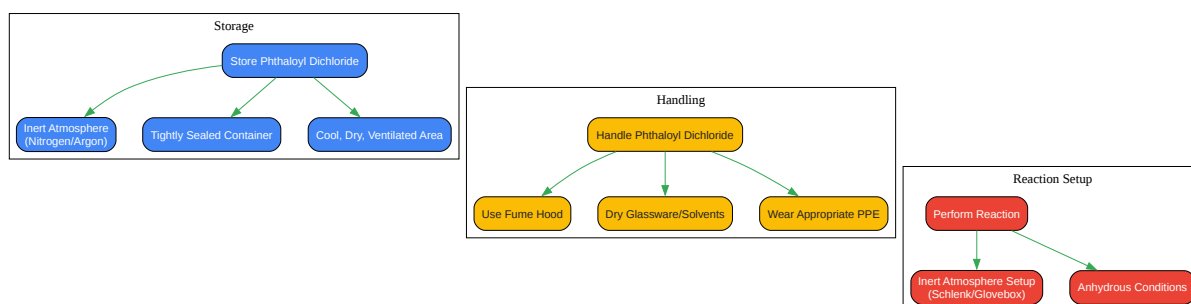 Storage
Store Phthaloyl Dichloride
Inert Atmosphere
(Nitrogen/Argon)
Tightly Sealed Container
Cool, Dry, Ventilated Area
Handling
Handle Phthaloyl Dichloride
Use Fume Hood
Dry Glassware/Solvents
Wear Appropriate PPE
Reaction Setup
Perform Reaction
Inert Atmosphere Setup
(Schlenk/Glovebox)
Anhydrous Conditions